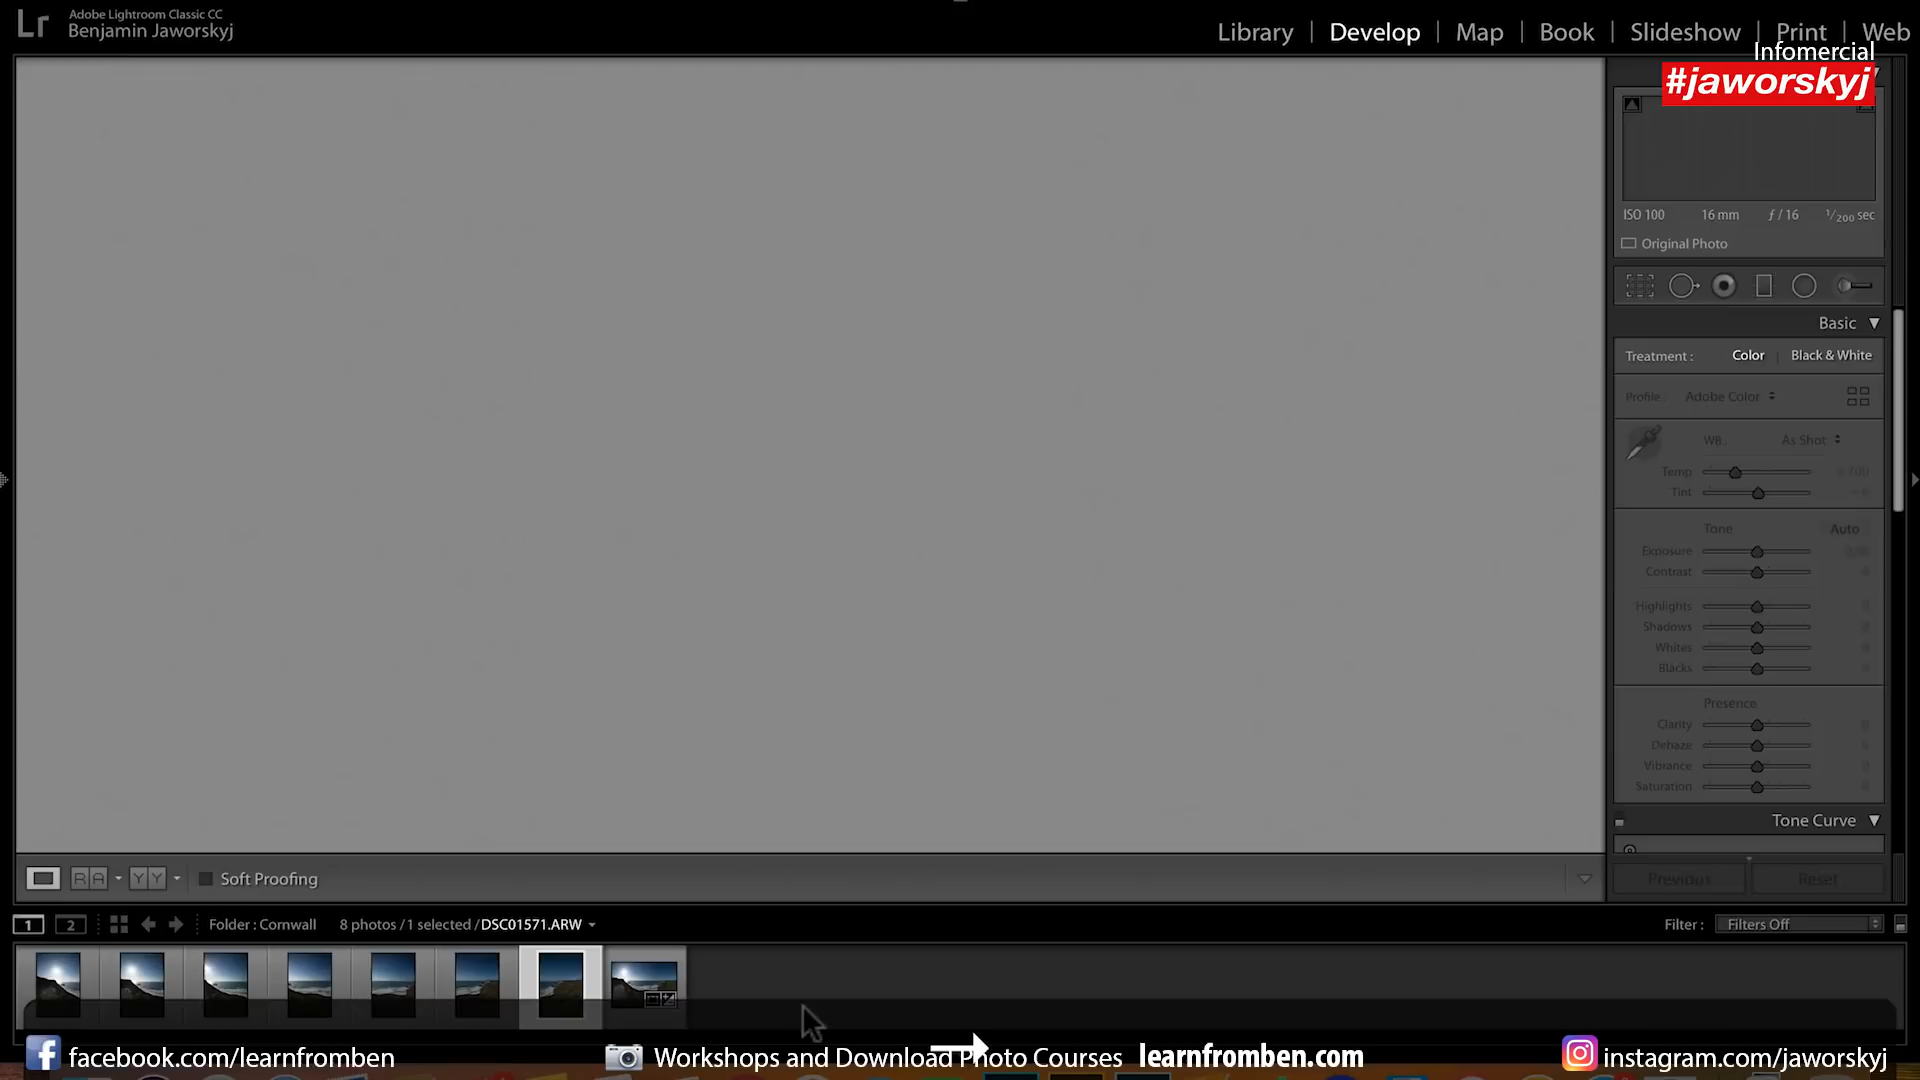 Lr
Adobe Lightroom Classic CC
Benjamin Jaworskyj
Library | Develop | Map | Book | Slideshow | Print | Web
Infomercial
#jaworskyj
ISO 100 16 mm ƒ / 16 1/200 sec
Original Photo
Basic
Treatment : Color Black & White
Profile : Adobe Color
WB : As Shot
Temp
Tint
Tone Auto
Exposure
Contrast
Highlights
Shadows
Whites
Blacks
Presence
Clarity
Dehaze
Vibrance
Saturation
Tone Curve
Previous Reset
R A Y Y Soft Proofing
1 2 Folder : Cornwall 8 photos / 1 selected / DSC01571.ARW
Filter : Filters Off
facebook.com/learnfromben
Workshops and Download Photo Courses learnfromben.com
instagram.com/jaworskyj